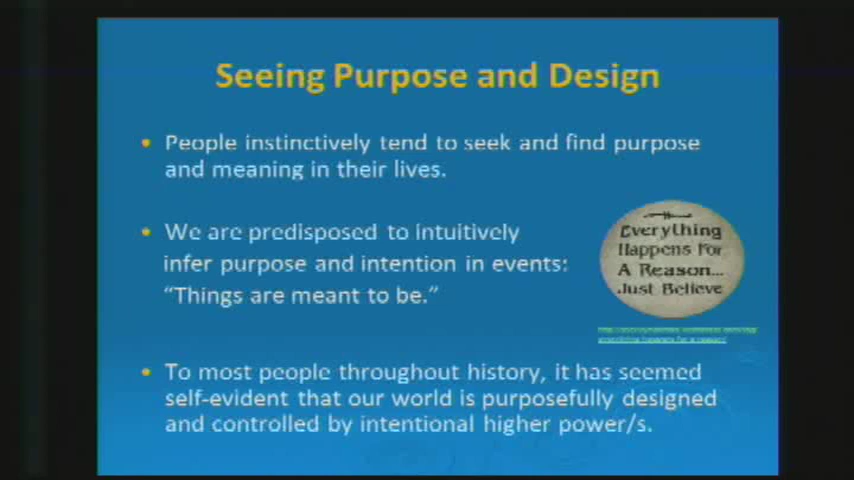 Seeing Purpose and Design
• People instinctively tend to seek and find purpose
and meaning in their lives.
• We are predisposed to intuitively
infer purpose and intention in events:
“Things are meant to be.”
Everything
Happens For
A Reason...
Just Believe
• To most people throughout history, it has seemed
self-evident that our world is purposefully designed
and controlled by intentional higher power/s.